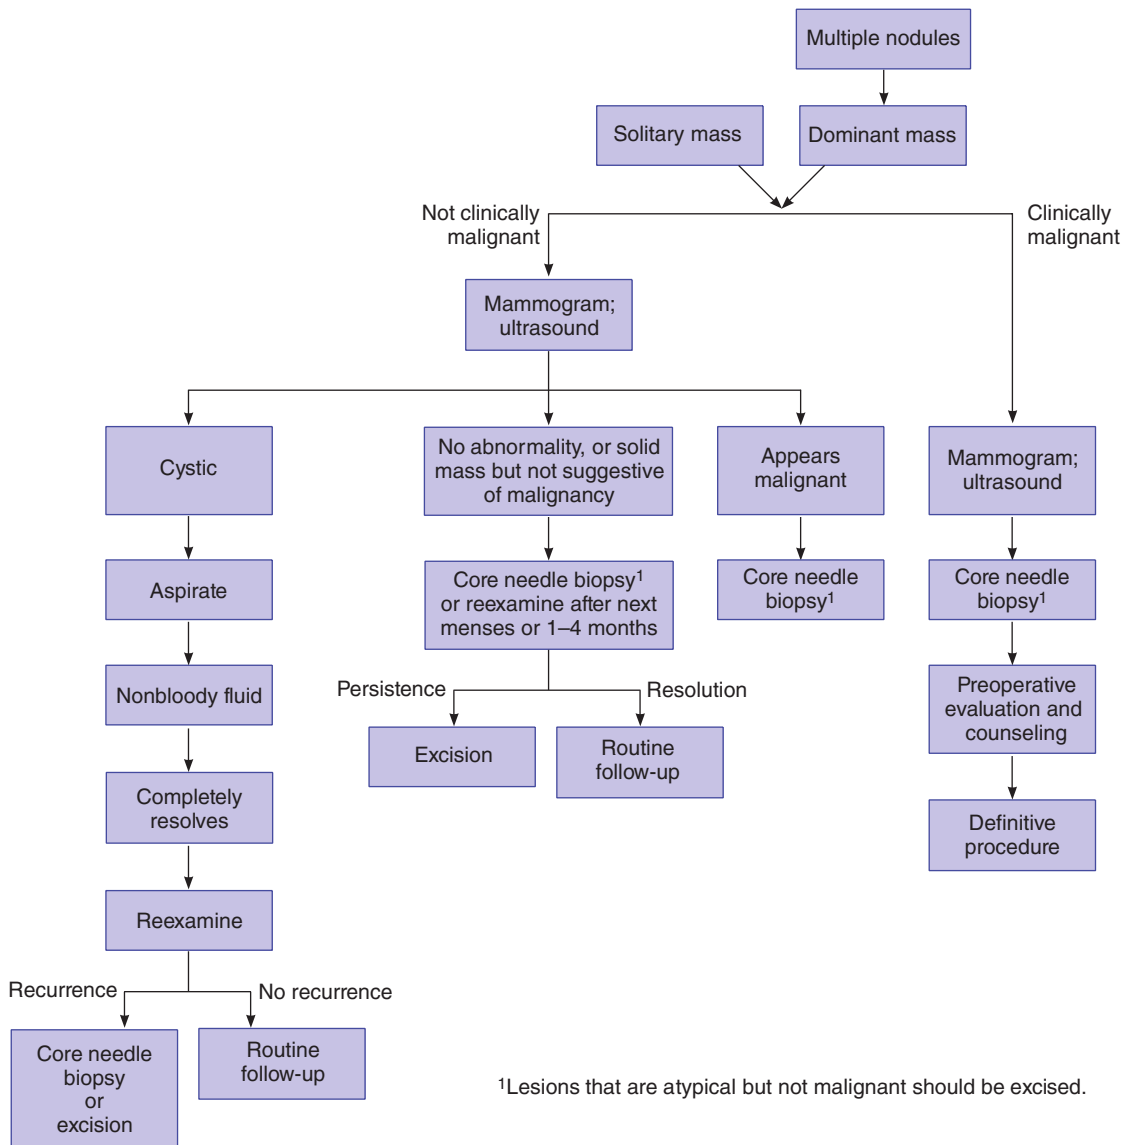 Multiple nodules
Solitary mass
Dominant mass
Not clinically
malignant
Clinically
malignant
Mammogram;
ultrasound
Cystic
No abnormality, or solid
mass but not suggestive
of malignancy
Appears
malignant
Mammogram;
ultrasound
Aspirate
Core needle biopsy¹
or reexamine after next
menses or 1–4 months
Core needle
biopsy¹
Core needle
biopsy¹
Nonbloody fluid
Persistence
Resolution
Preoperative
evaluation and
counseling
Excision
Routine
follow-up
Completely
resolves
Definitive
procedure
Reexamine
Recurrence
No recurrence
Core needle
biopsy
or
excision
Routine
follow-up
¹Lesions that are atypical but not malignant should be excised.